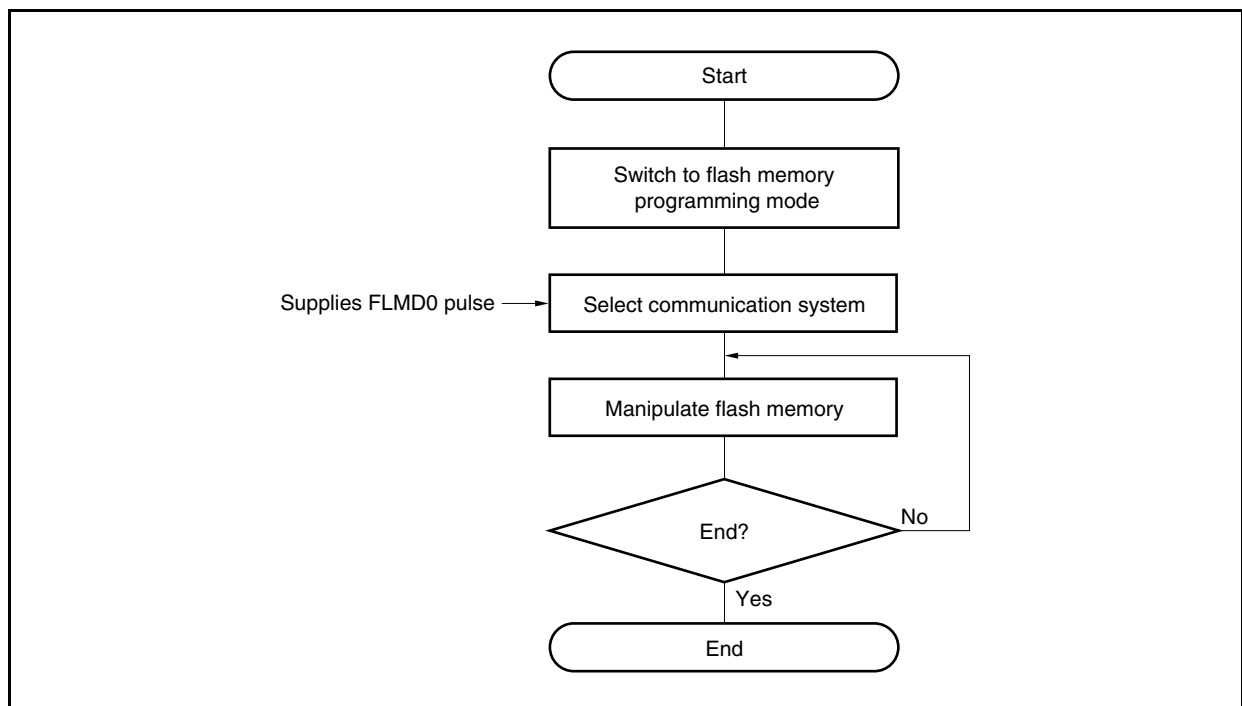 Start
Switch to flash memory
programming mode
Supplies FLMD0 pulse
Select communication system
Manipulate flash memory
End?
No
Yes
End